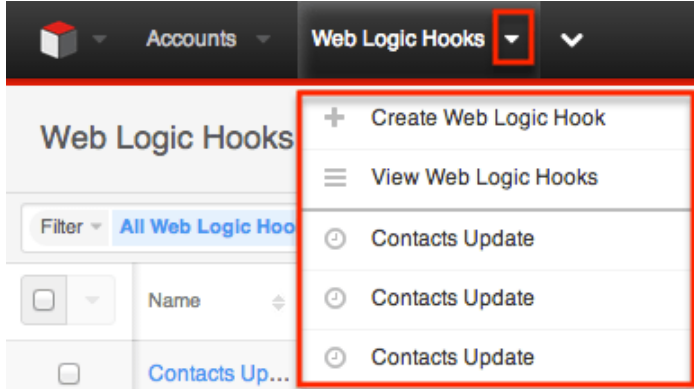 Accounts
Web Logic Hooks
Web Logic Hooks
Create Web Logic Hook
View Web Logic Hooks
Filter
All Web Logic Hoo
Contacts Update
Name
Contacts Update
Contacts Up...
Contacts Update